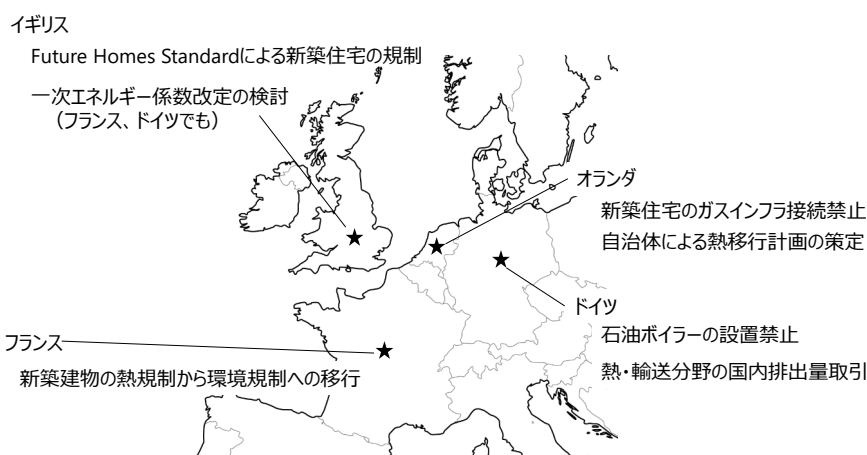 イギリス
Future Homes Standardによる新築住宅の規制
一次エネルギー係数改定の検討
（フランス、ドイツでも）
オランダ
新築住宅のガスインフラ接続禁止
自治体による熱移行計画の策定
ドイツ
石油ボイラーの設置禁止
熱・輸送分野の国内排出量取引
フランス
新築建物の熱規制から環境規制への移行